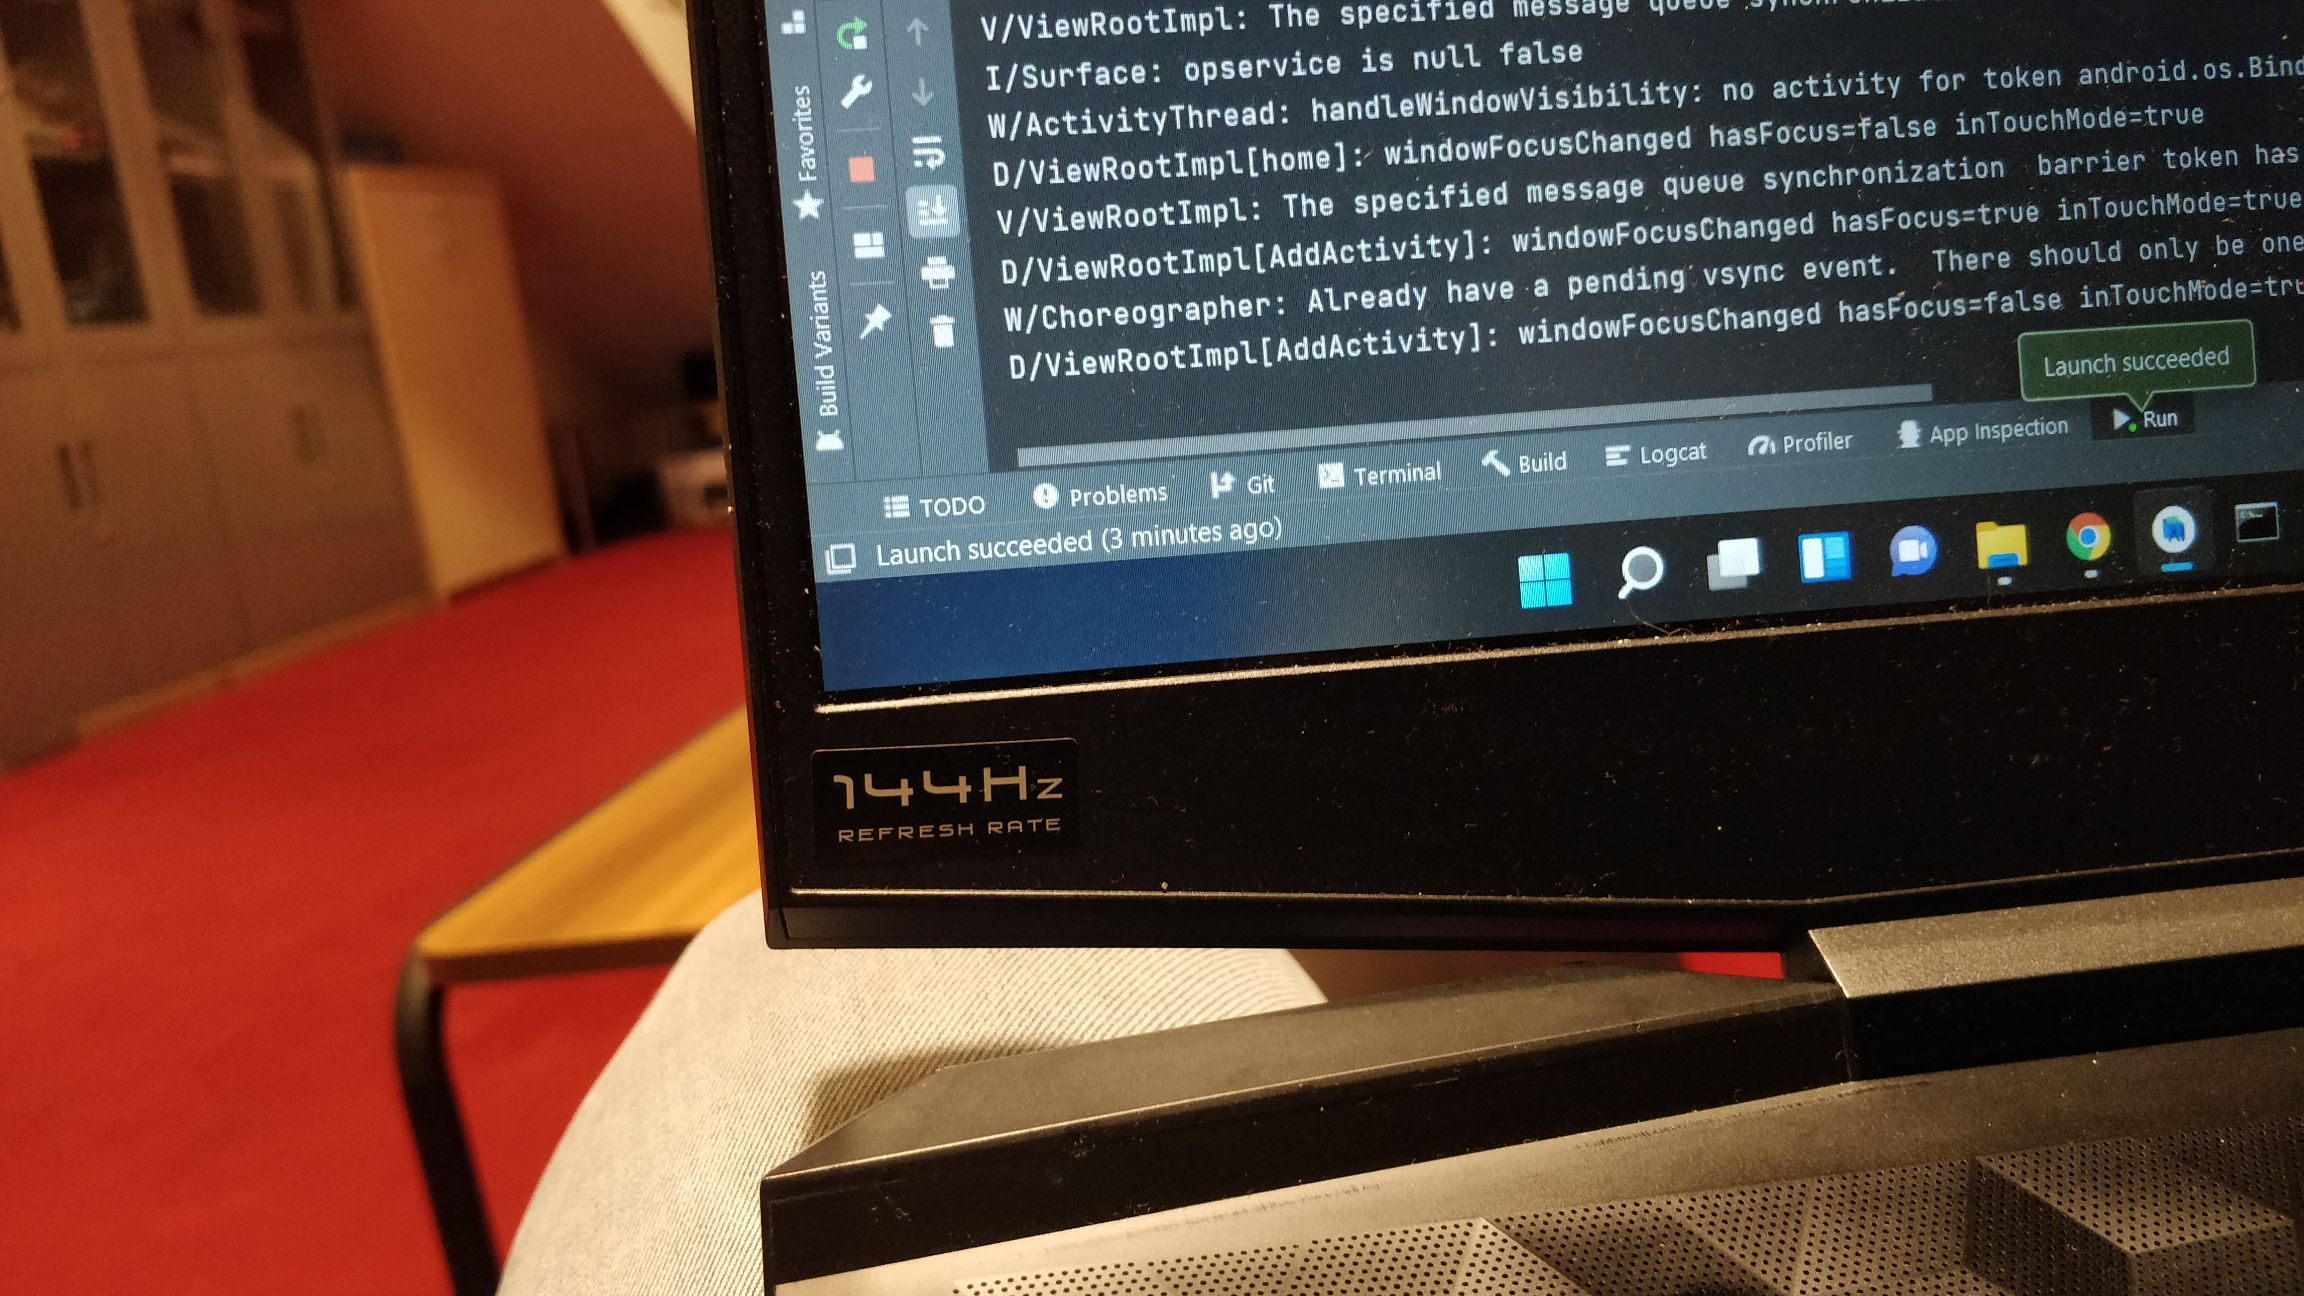 V/ViewRootImpl: The specified message queue
I/Surface: opservice is null false
W/ActivityThread: handleWindowVisibility: no activity for token android.os.Bind
D/ViewRootImpl[home]: windowFocusChanged hasFocus=false inTouchMode=true
V/ViewRootImpl: The specified message queue synchronization  barrier token has
D/ViewRootImpl[AddActivity]: windowFocusChanged hasFocus=true inTouchMode=true
W/Choreographer: Already have a pending vsync event.  There should only be one
D/ViewRootImpl[AddActivity]: windowFocusChanged hasFocus=false inTouchMode=tru
Favorites
Build Variants
Launch succeeded
TODO Problems Git Terminal Build Logcat Profiler App Inspection Run
Launch succeeded (3 minutes ago)
144Hz
REFRESH RATE